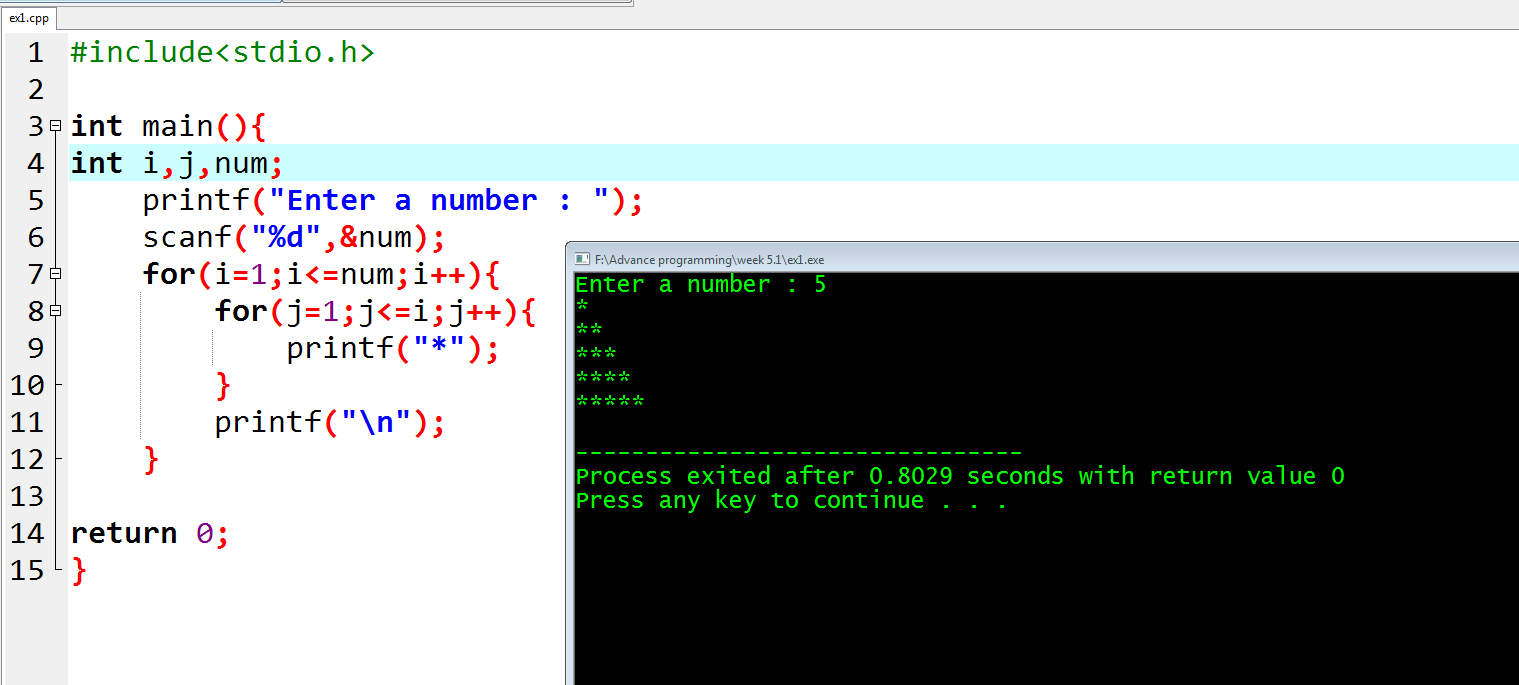 ex1.cpp
1 #include<stdio.h>
2
3 int main(){
4 int i,j,num;
5 printf("Enter a number : ");
6 scanf("%d",&num);
7 for(i=1;i<=num;i++){
8 for(j=1;j<=i;j++){
9 printf("*");
10 }
11 printf("\n");
12 }
13
14 return 0;
15 }
F:\Advance programming\week 5.1\ex1.exe
Enter a number : 5
*
**
***
****
*****
--------------------------------
Process exited after 0.8029 seconds with return value 0
Press any key to continue . . .